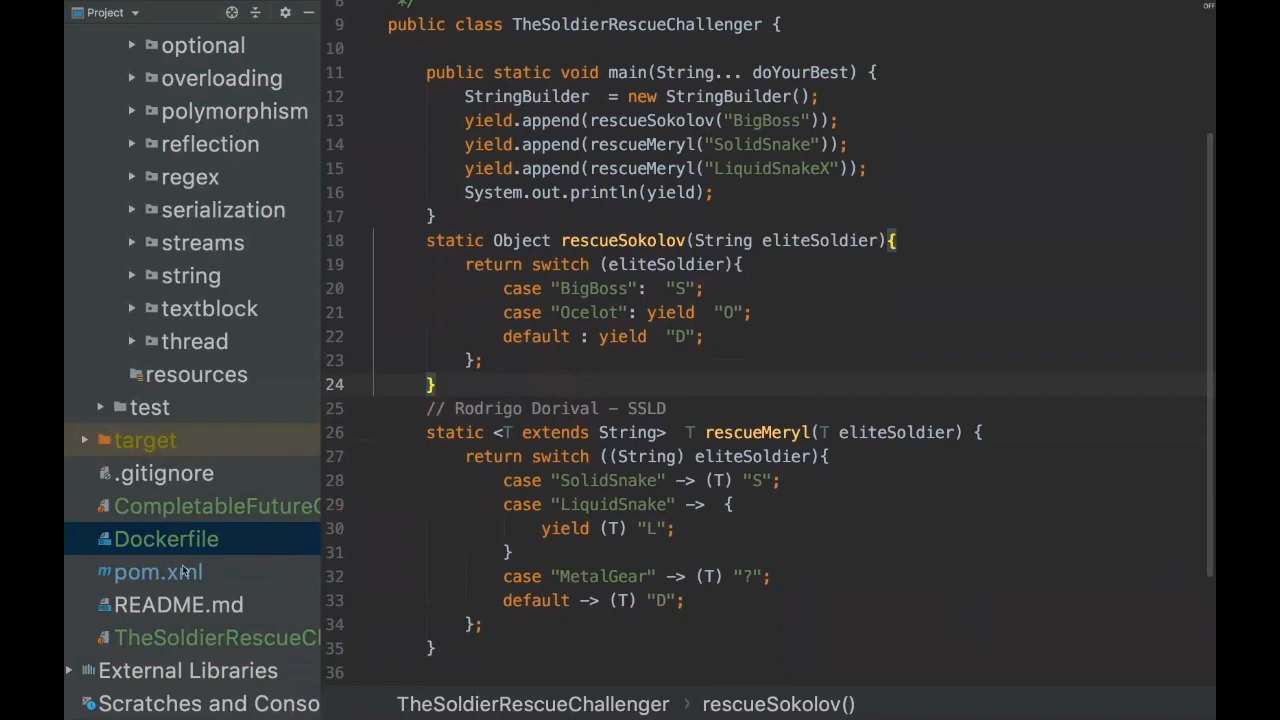 Project
optional
overloading
polymorphism
reflection
regex
serialization
streams
string
textblock
thread
resources
test
target
.gitignore
CompletableFuture
Dockerfile
pom.xml
README.md
TheSoldierRescueCl
External Libraries
Scratches and Conso
8 */
9 public class TheSoldierRescueChallenger {
10
11 public static void main(String... doYourBest) {
12 StringBuilder  = new StringBuilder();
13 yield.append(rescueSokolov("BigBoss"));
14 yield.append(rescueMeryl("SolidSnake"));
15 yield.append(rescueMeryl("LiquidSnakeX"));
16 System.out.println(yield);
17 }
18 static Object rescueSokolov(String eliteSoldier){
19 return switch (eliteSoldier){
20 case "BigBoss":  "S";
21 case "Ocelot": yield  "O";
22 default : yield  "D";
23 };
24 }
25 // Rodrigo Dorival – SSLD
26 static <T extends String>  T rescueMeryl(T eliteSoldier) {
27 return switch ((String) eliteSoldier){
28 case "SolidSnake" -> (T) "S";
29 case "LiquidSnake" ->  {
30 yield (T) "L";
31 }
32 case "MetalGear" -> (T) "?";
33 default -> (T) "D";
34 };
35 }
36
TheSoldierRescueChallenger > rescueSokolov()
OFF